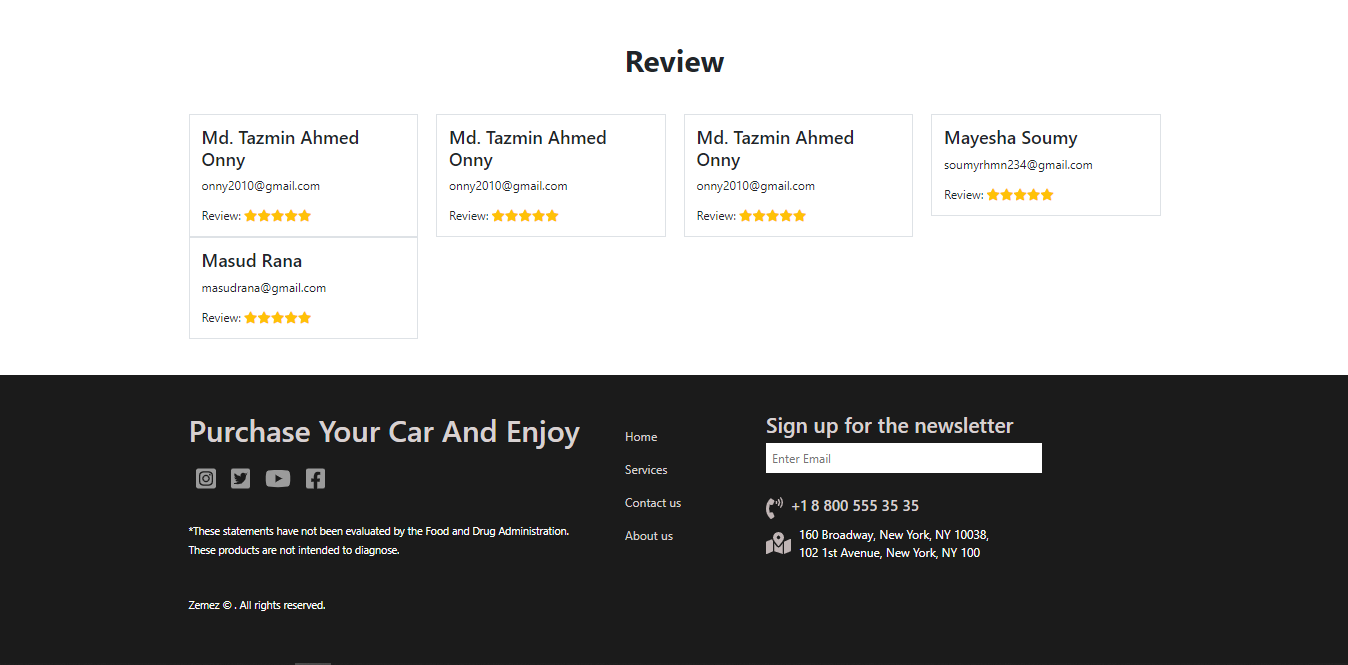 Review
Md. Tazmin Ahmed
Onny
onny2010@gmail.com
Review:
Md. Tazmin Ahmed
Onny
onny2010@gmail.com
Review:
Md. Tazmin Ahmed
Onny
onny2010@gmail.com
Review:
Mayesha Soumy
soumyrhmn234@gmail.com
Review:
Masud Rana
masudrana@gmail.com
Review:
Purchase Your Car And Enjoy
*These statements have not been evaluated by the Food and Drug Administration.
These products are not intended to diagnose.
Zemez © . All rights reserved.
Home
Services
Contact us
About us
Sign up for the newsletter
Enter Email
+1 8 800 555 35 35
160 Broadway, New York, NY 10038,
102 1st Avenue, New York, NY 100